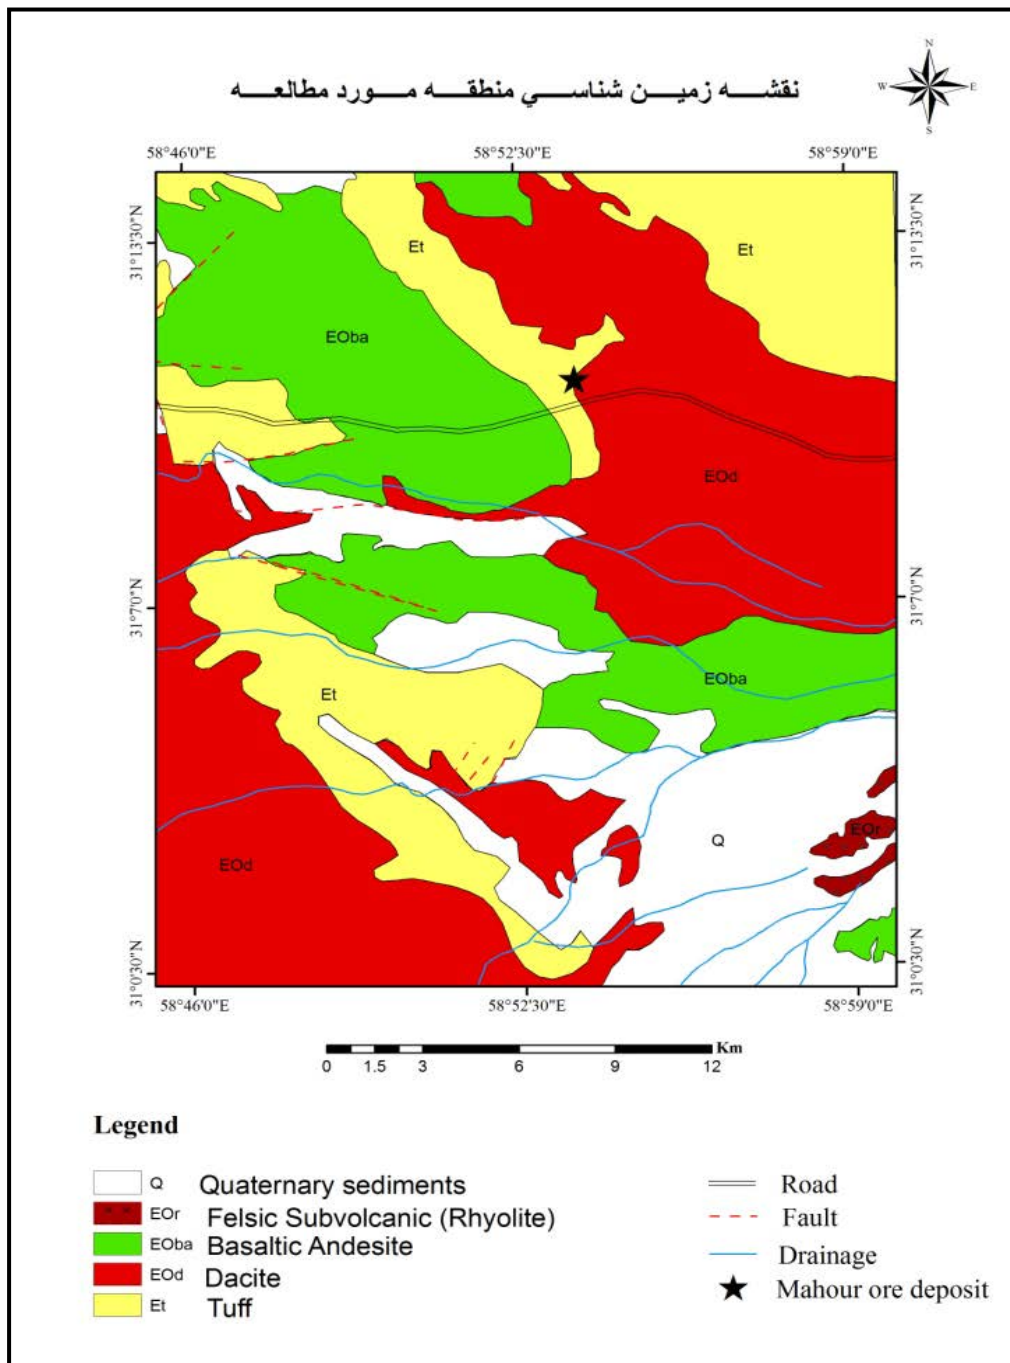 N
W E
S
نقشه زمين شناسي منطقه مورد مطالعه
58°46'0"E 58°52'30"E 58°59'0"E
31°13'30"N 31°13'30"N
Et Et
EOba
EOd
31°7'0"N 31°7'0"N
EOba
Et
Q EOr
EOd
31°0'30"N 31°0'30"N
58°46'0"E 58°52'30"E 58°59'0"E
Km
0 1.5 3 6 9 12
Legend
Q Quaternary sediments
EOr Felsic Subvolcanic (Rhyolite)
EOba Basaltic Andesite
EOd Dacite
Et Tuff
Road
Fault
Drainage
Mahour ore deposit